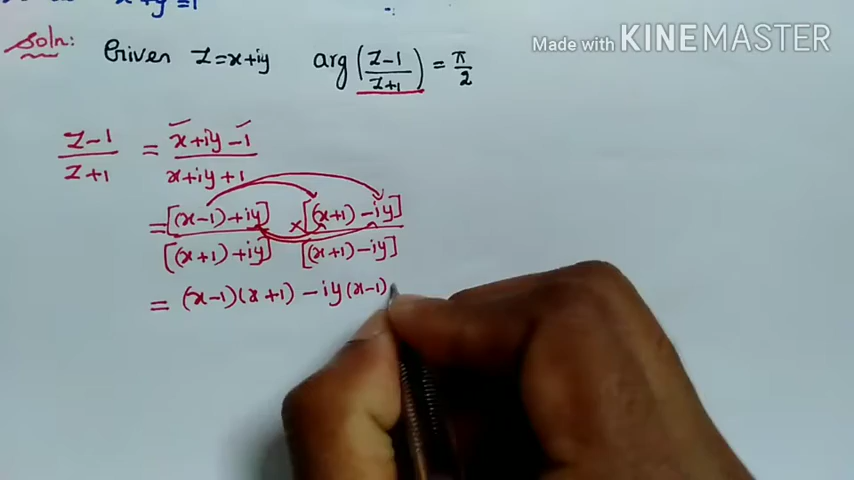 x+y=1
Soln: Given Z=x+iy arg(Z-1/Z+1) = π/2
Made with KINEMASTER
Z-1/Z+1 = x+iy-1/x+iy+1
= [(x-1)+iy]/[(x+1)+iy] × [(x+1)-iy]/[(x+1)-iy]
= (x-1)(x+1) - iy(x-1)